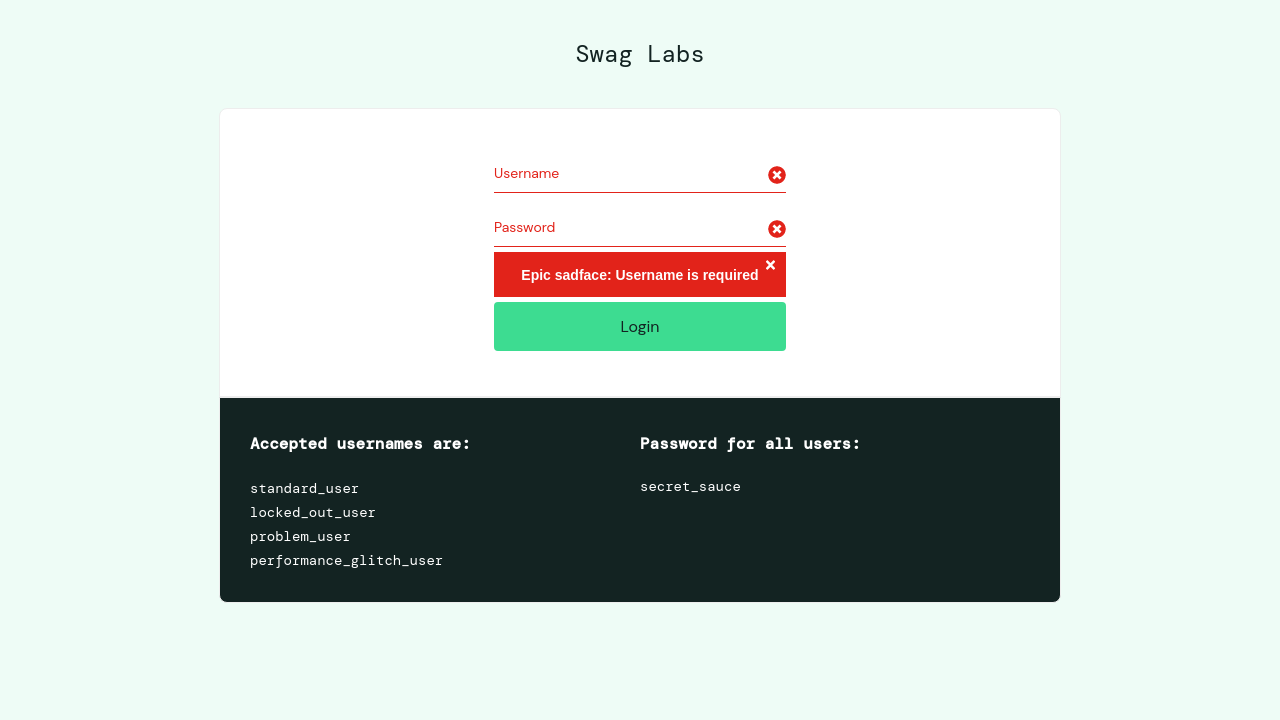 Swag Labs
Username
Password
Epic sadface: Username is required
Login
Accepted usernames are:
standard_user
locked_out_user
problem_user
performance_glitch_user
Password for all users:
secret_sauce